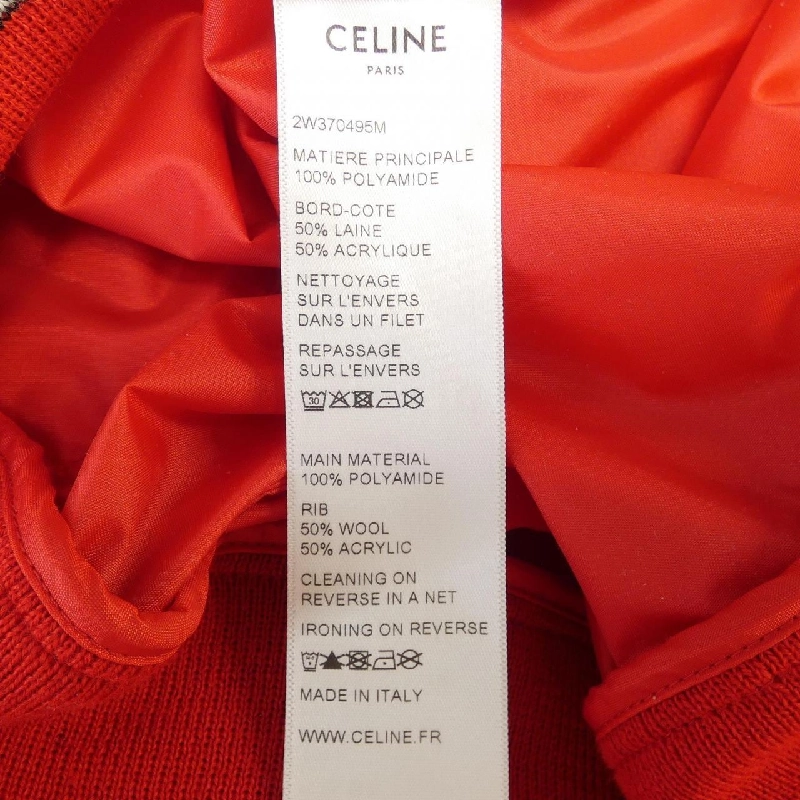 CELINE
PARIS
2W370495M
MATIERE PRINCIPALE
100% POLYAMIDE
BORD-COTE
50% LAINE
50% ACRYLIQUE
NETTOYAGE
SUR L'ENVERS
DANS UN FILET
REPASSAGE
SUR L'ENVERS
30
MAIN MATERIAL
100% POLYAMIDE
RIB
50% WOOL
50% ACRYLIC
CLEANING ON
REVERSE IN A NET
IRONING ON REVERSE
MADE IN ITALY
WWW.CELINE.FR